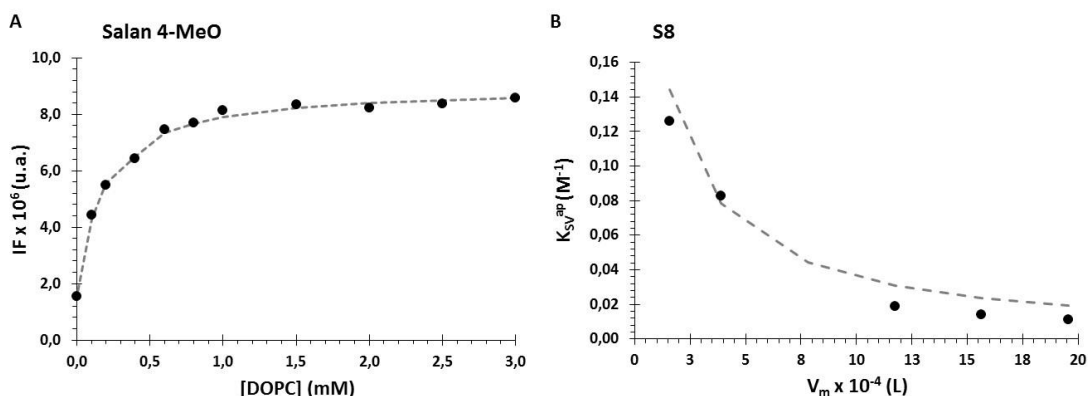 A
Salan 4-MeO
IF x 10⁶ (u.a.)
10,0
8,0
6,0
4,0
2,0
0,0
0,0 0,5 1,0 1,5 2,0 2,5 3,0
[DOPC] (mM)
B
S8
K_SV^ap (M⁻¹)
0,16
0,14
0,12
0,10
0,08
0,06
0,04
0,02
0,00
0 3 5 8 10 13 15 18 20
V_m x 10⁻⁴ (L)